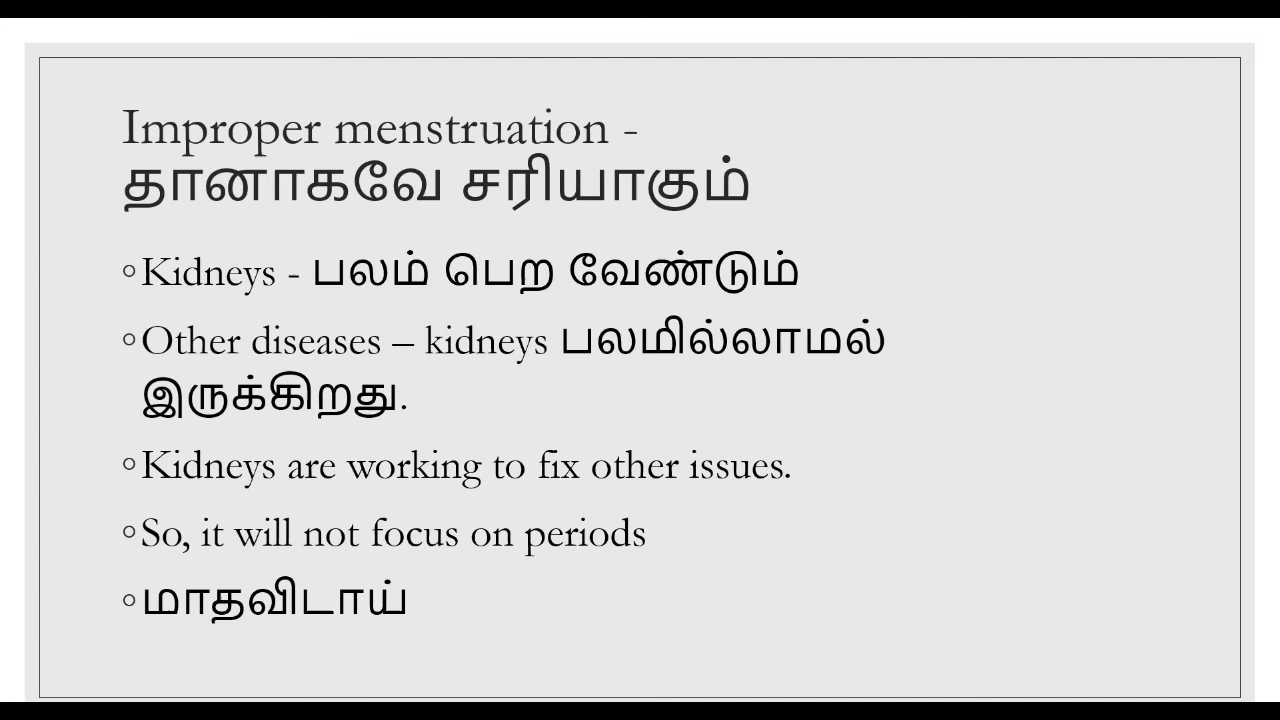 Improper menstruation -
தானாகவே சரியாகும்
◦Kidneys - பலம் பெற வேண்டும்
◦Other diseases – kidneys பலமில்லாமல்
இருக்கிறது.
◦Kidneys are working to fix other issues.
◦So, it will not focus on periods
◦மாதவிடாய்